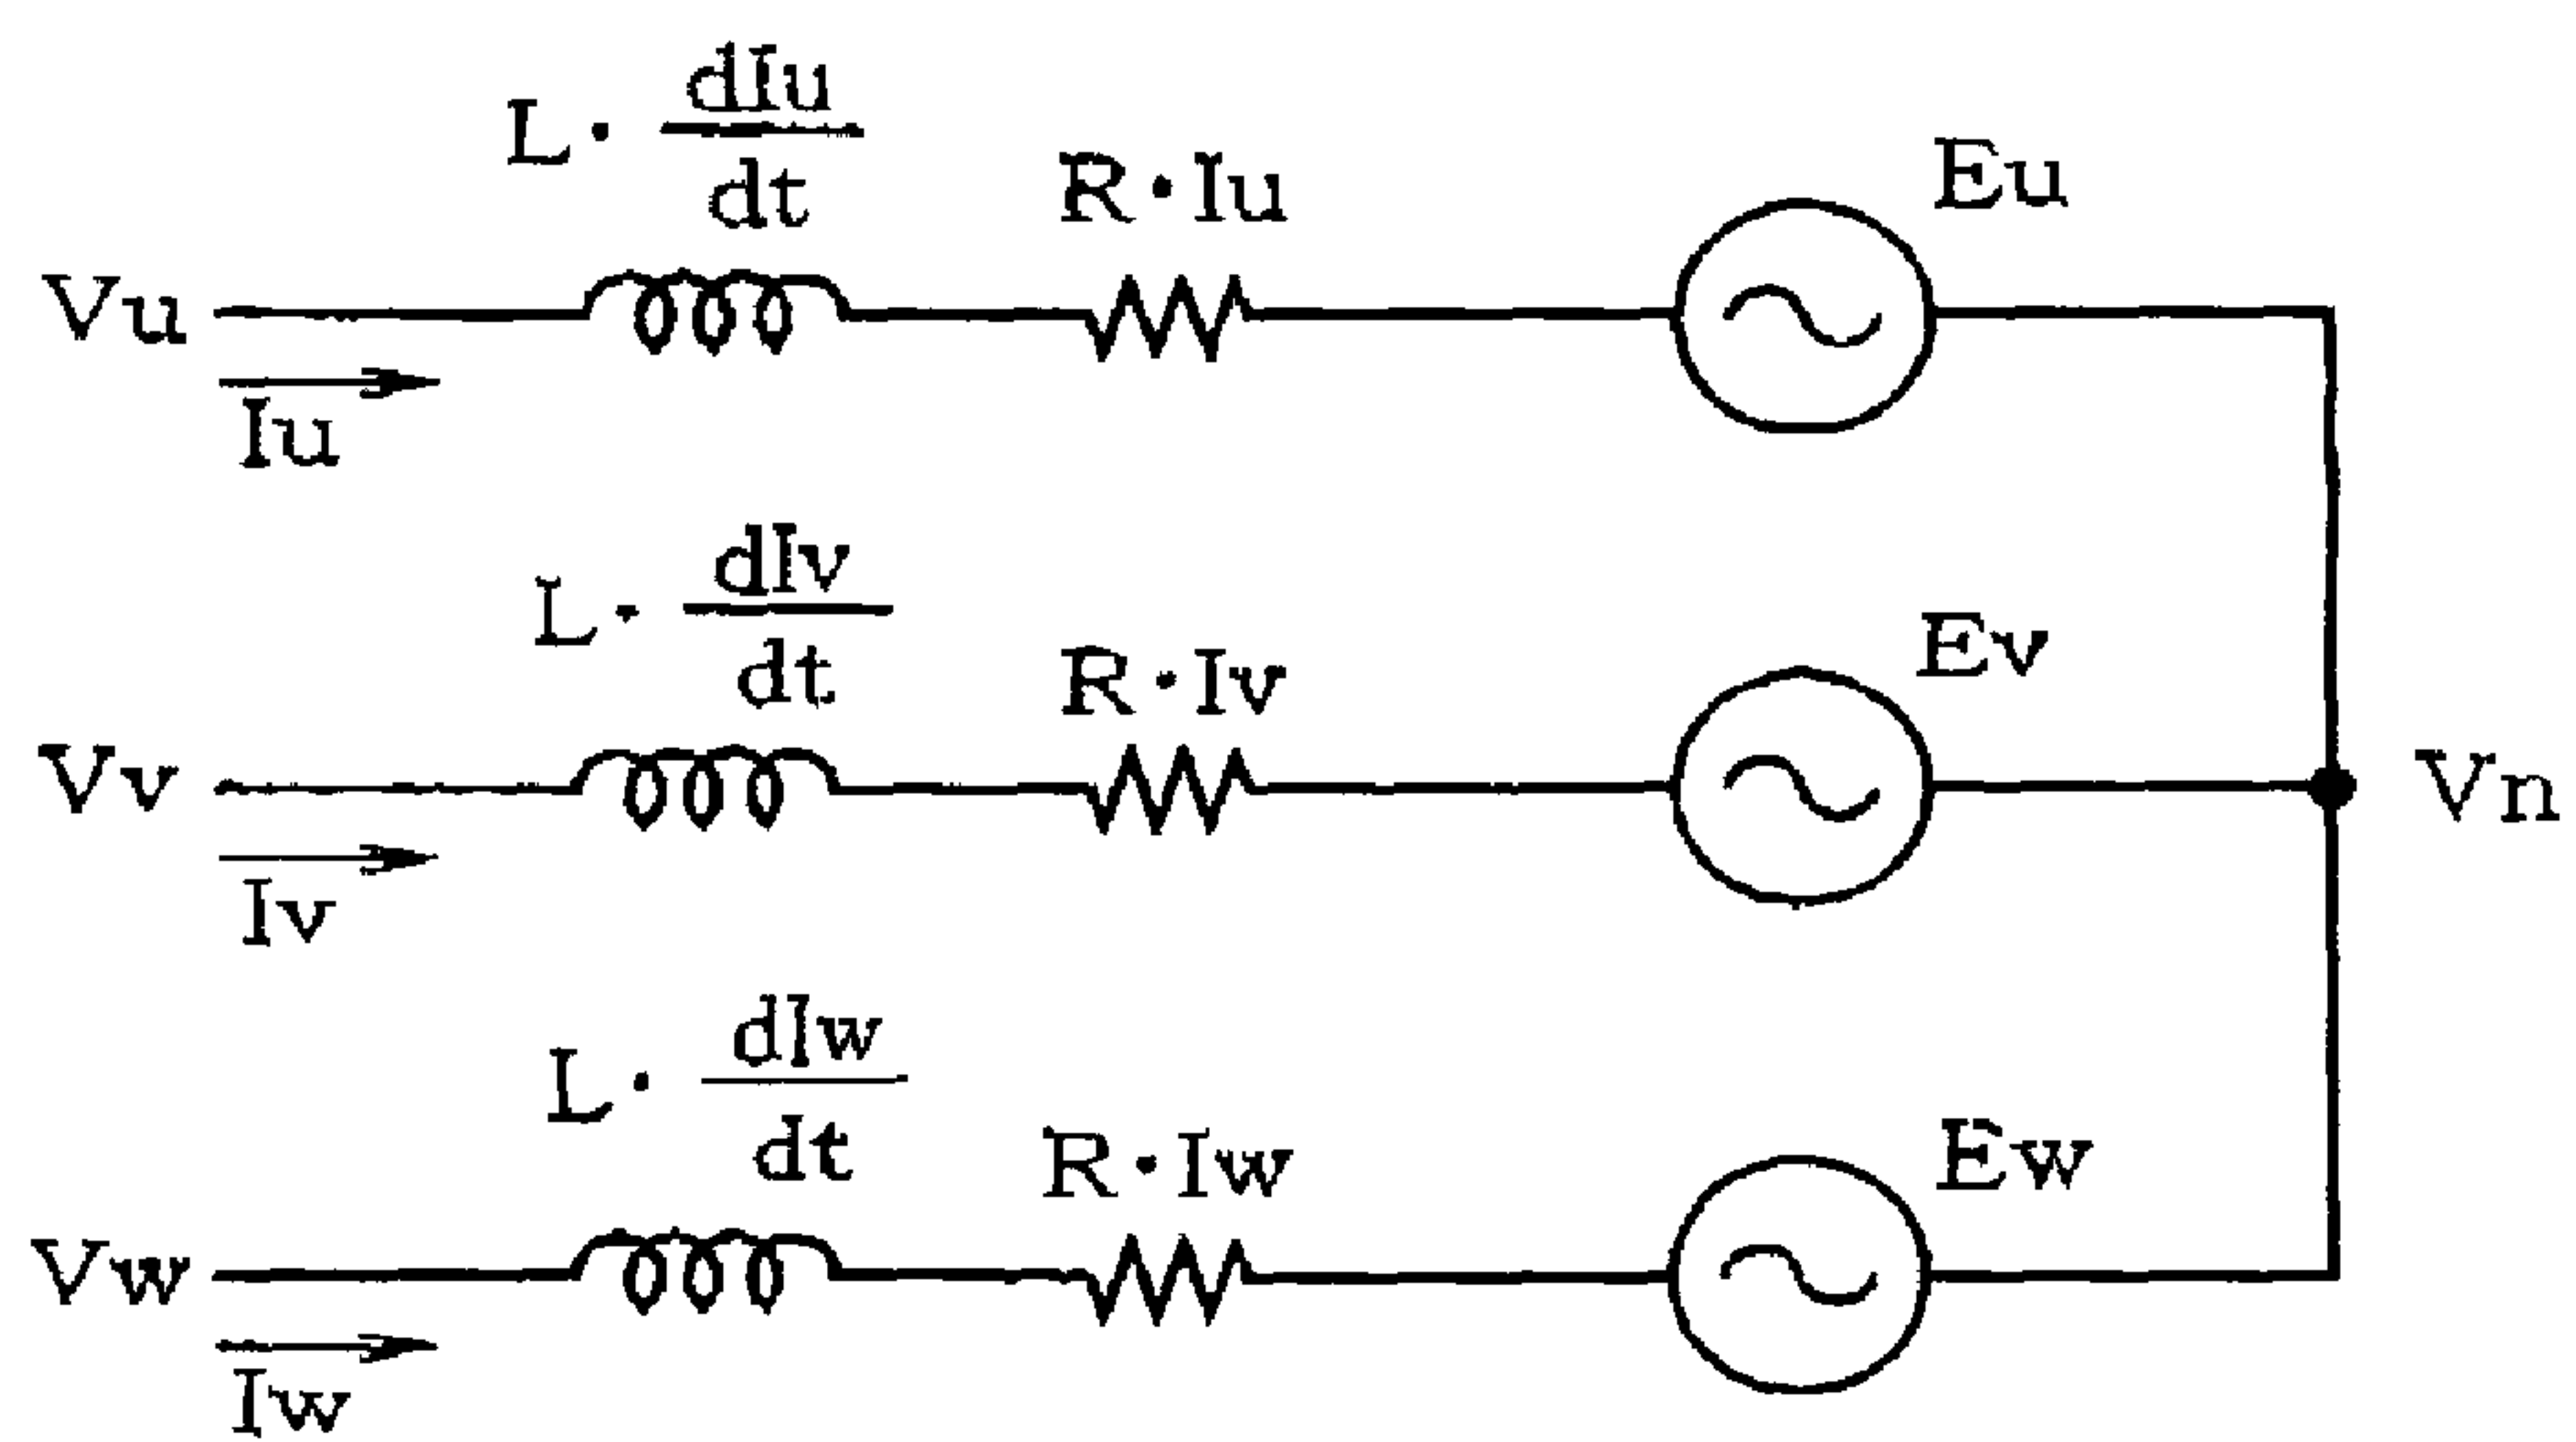 L· dIu
dt
R·Iu
Eu
Vu
Iu
L· dIv
dt
R·Iv
Ev
Vv
Vn
Iv
L· dIw
dt
R·Iw
Ew
Vw
Iw